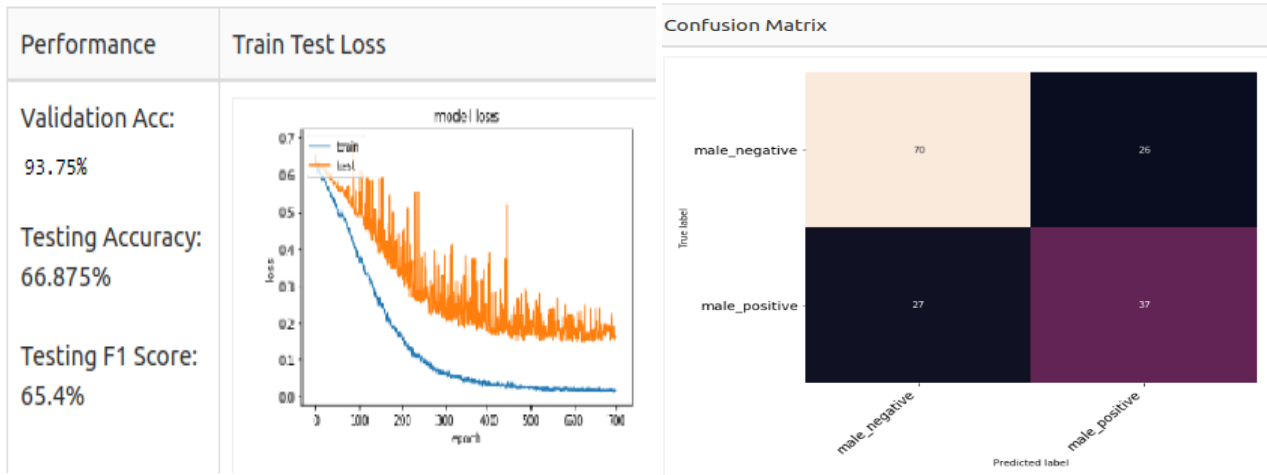 Performance
Train Test Loss
Validation Acc:
93.75%
Testing Accuracy:
66.875%
Testing F1 Score:
65.4%
model loss
train
test
0.7
0.6
0.5
0.4
0.3
0.2
0.1
0.0
loss
0 100 200 300 400 500 600 700
epoch
Confusion Matrix
male_negative
male_positive
True label
70 26
27 37
male_negative
male_positive
Predicted label